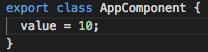 export class AppComponent {
  value = 10;
}